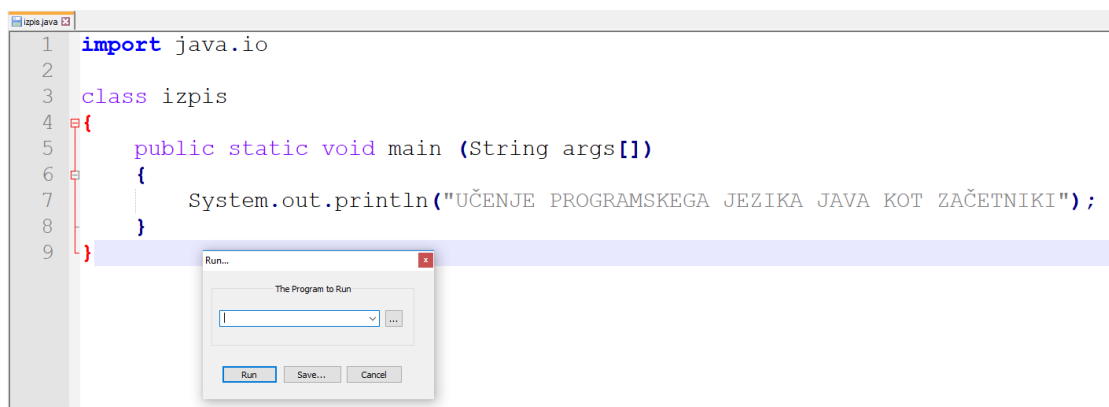 izpis.java
1 import java.io
2
3 class izpis
4 {
5 public static void main (String args[])
6 {
7 System.out.println("UČENJE PROGRAMSKEGA JEZIKA JAVA KOT ZAČETNIKI");
8 }
9 }
Run...
The Program to Run
...
Run Save... Cancel